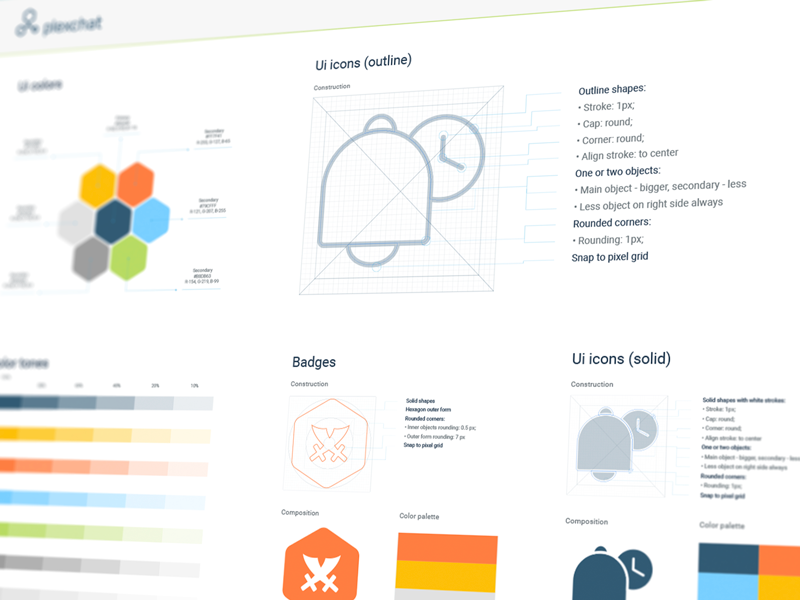 plexchat
Ui colors
Ui icons (outline)
Construction
Outline shapes:
• Stroke: 1px;
• Cap: round;
• Corner: round;
• Align stroke: to center
One or two objects:
• Main object - bigger, secondary - less
• Less object on right side always
Rounded corners:
• Rounding: 1px;
Snap to pixel grid
Secondary
Secondary
Secondary
tones
40%
20%
10%
Badges
Construction
Solid shapes
Hexagon outer form
Rounded corners:
• Inner objects rounding: 0.5 px;
• Outer form rounding: 7 px
Snap to pixel grid
Composition
Color palette
Ui icons (solid)
Construction
Solid shapes with white strokes:
• Stroke: 1px;
• Cap: round;
• Corner: round;
• Align stroke: to center
One or two objects:
• Main object - bigger, secondary - less
• Less object on right side always
Rounded corners:
• Rounding: 1px;
Snap to pixel grid
Composition
Color palette